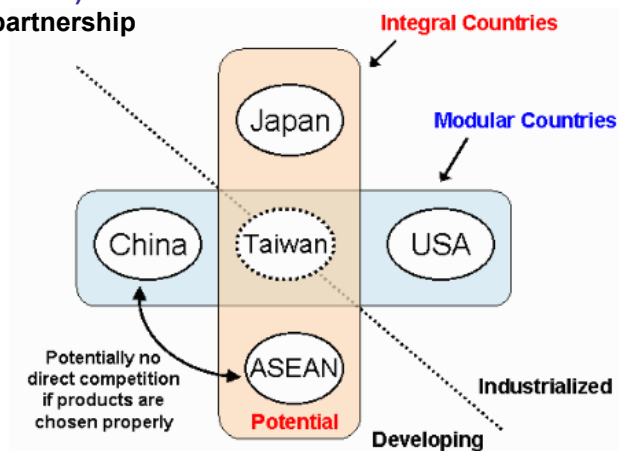 partnership
Integral Countries
Japan
Modular Countries
China
Taiwan
USA
Potentially no
direct competition
if products are
chosen properly
ASEAN
Potential
Industrialized
Developing